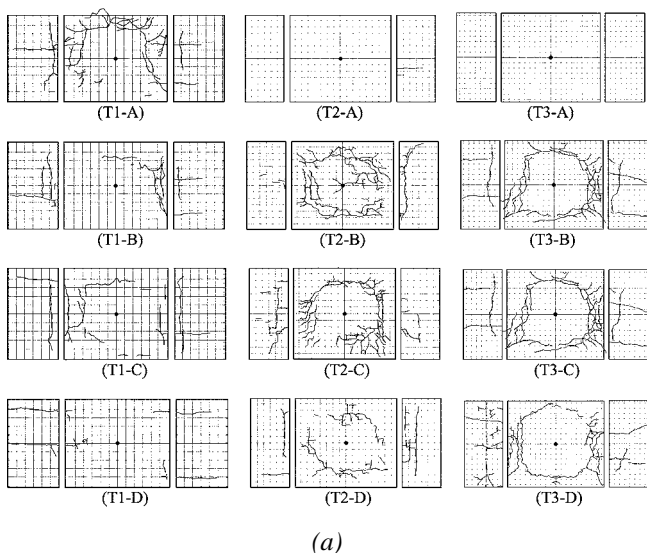 (T1-A) (T2-A) (T3-A)
(T1-B) (T2-B) (T3-B)
(T1-C) (T2-C) (T3-C)
(T1-D) (T2-D) (T3-D)
(a)